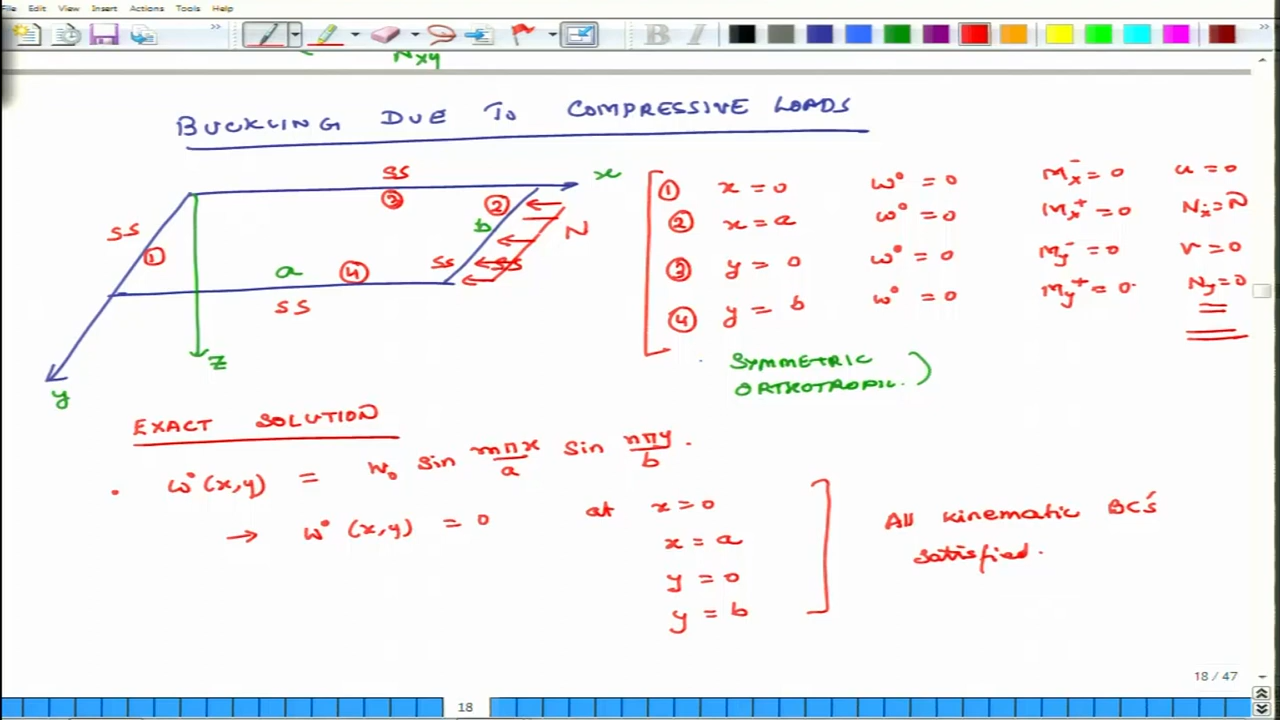 File Edit View Insert Actions Tools Help
Nxy
BUCKLING DUE TO COMPRESSIVE LOADS
SS x
② ② b N
SS ①
a ④ SS SS
SS
z
y
① x = 0 w° = 0 Mx⁻ = 0 u = 0
② x = a w° = 0 Mx⁺ = 0 Nx = N̄
③ y = 0 w° = 0 My⁻ = 0 v = 0
④ y = b w° = 0 My⁺ = 0 Ny = 0
SYMMETRIC
ORTHOTROPIC. )
EXACT SOLUTION
• w°(x,y) = W₀ sin mπx/a sin nπy/b .
→ w°(x,y) = 0 at x = 0
x = a
y = 0
y = b
All kinematic BC's
satisfied.
18 / 47
18